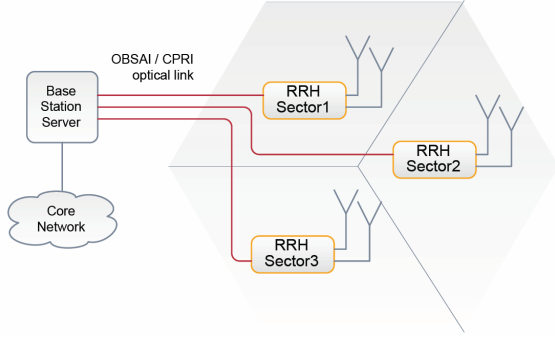 OBSAI / CPRI
optical link
Base
Station
Server
RRH
Sector1
RRH
Sector2
Core
Network
RRH
Sector3